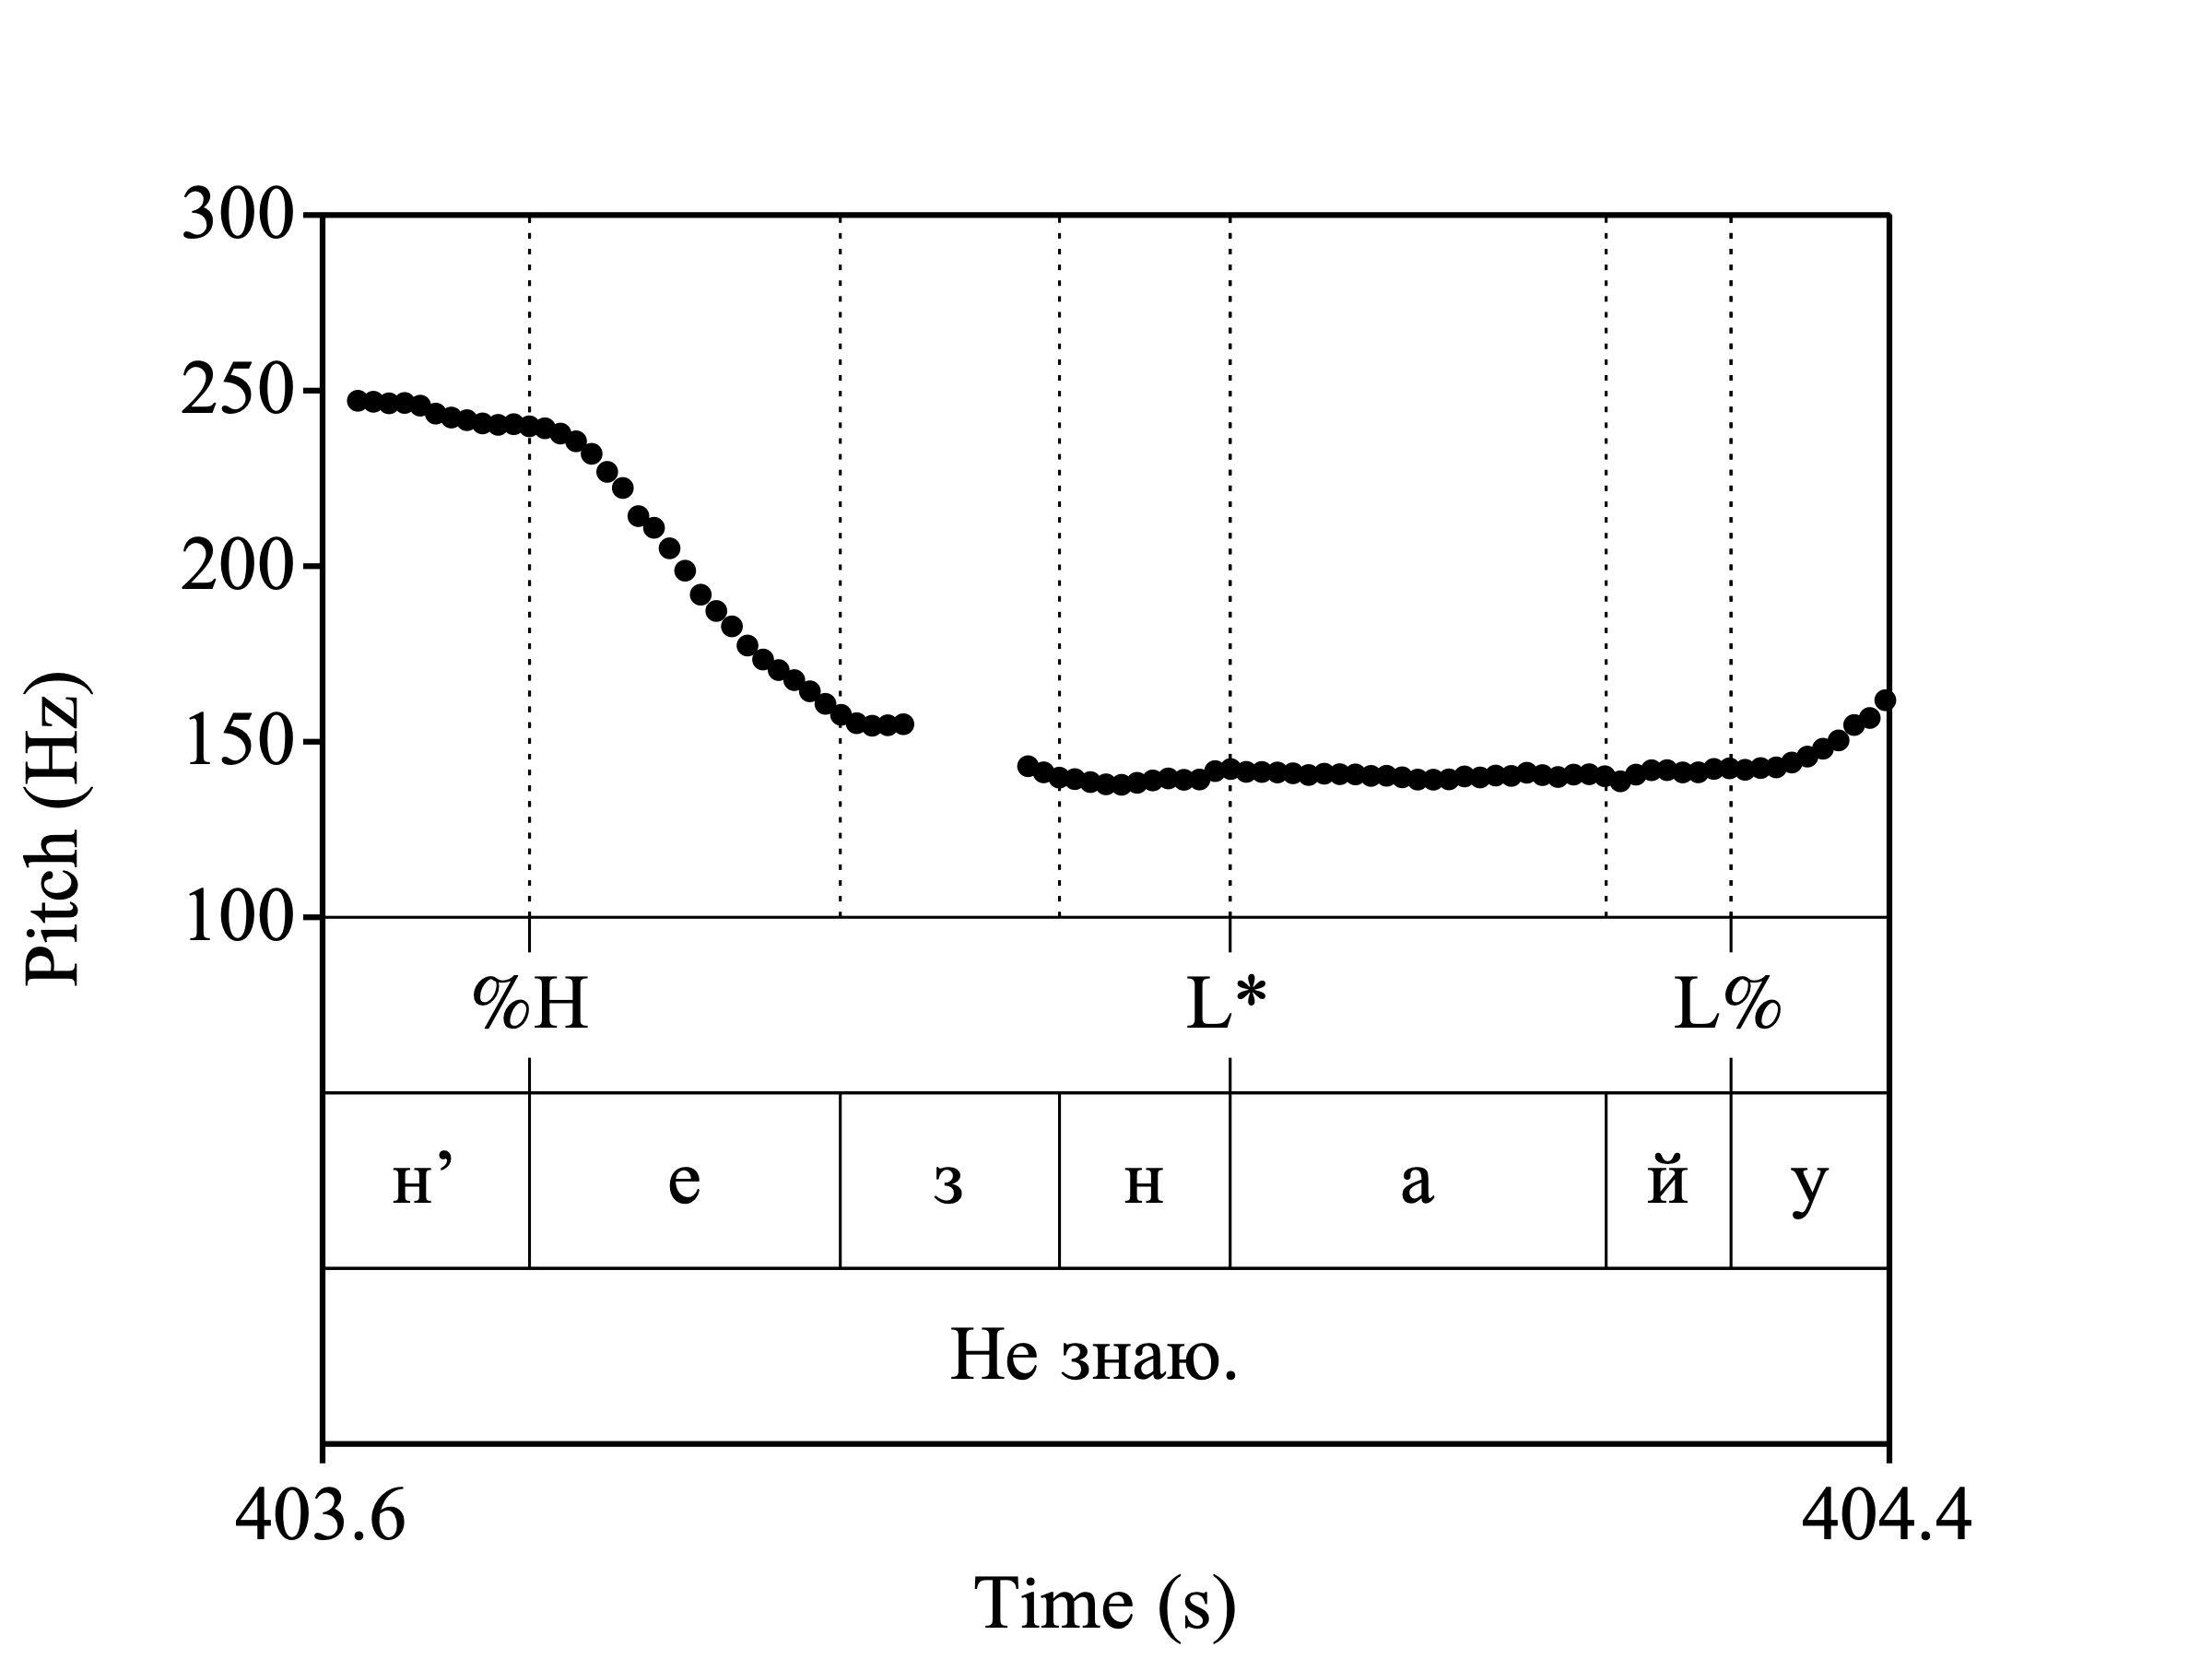 300
250
200
150
100
Pitch (Hz)
%H L* L%
н’ е з н а й у
Не знаю.
403.6 404.4
Time (s)